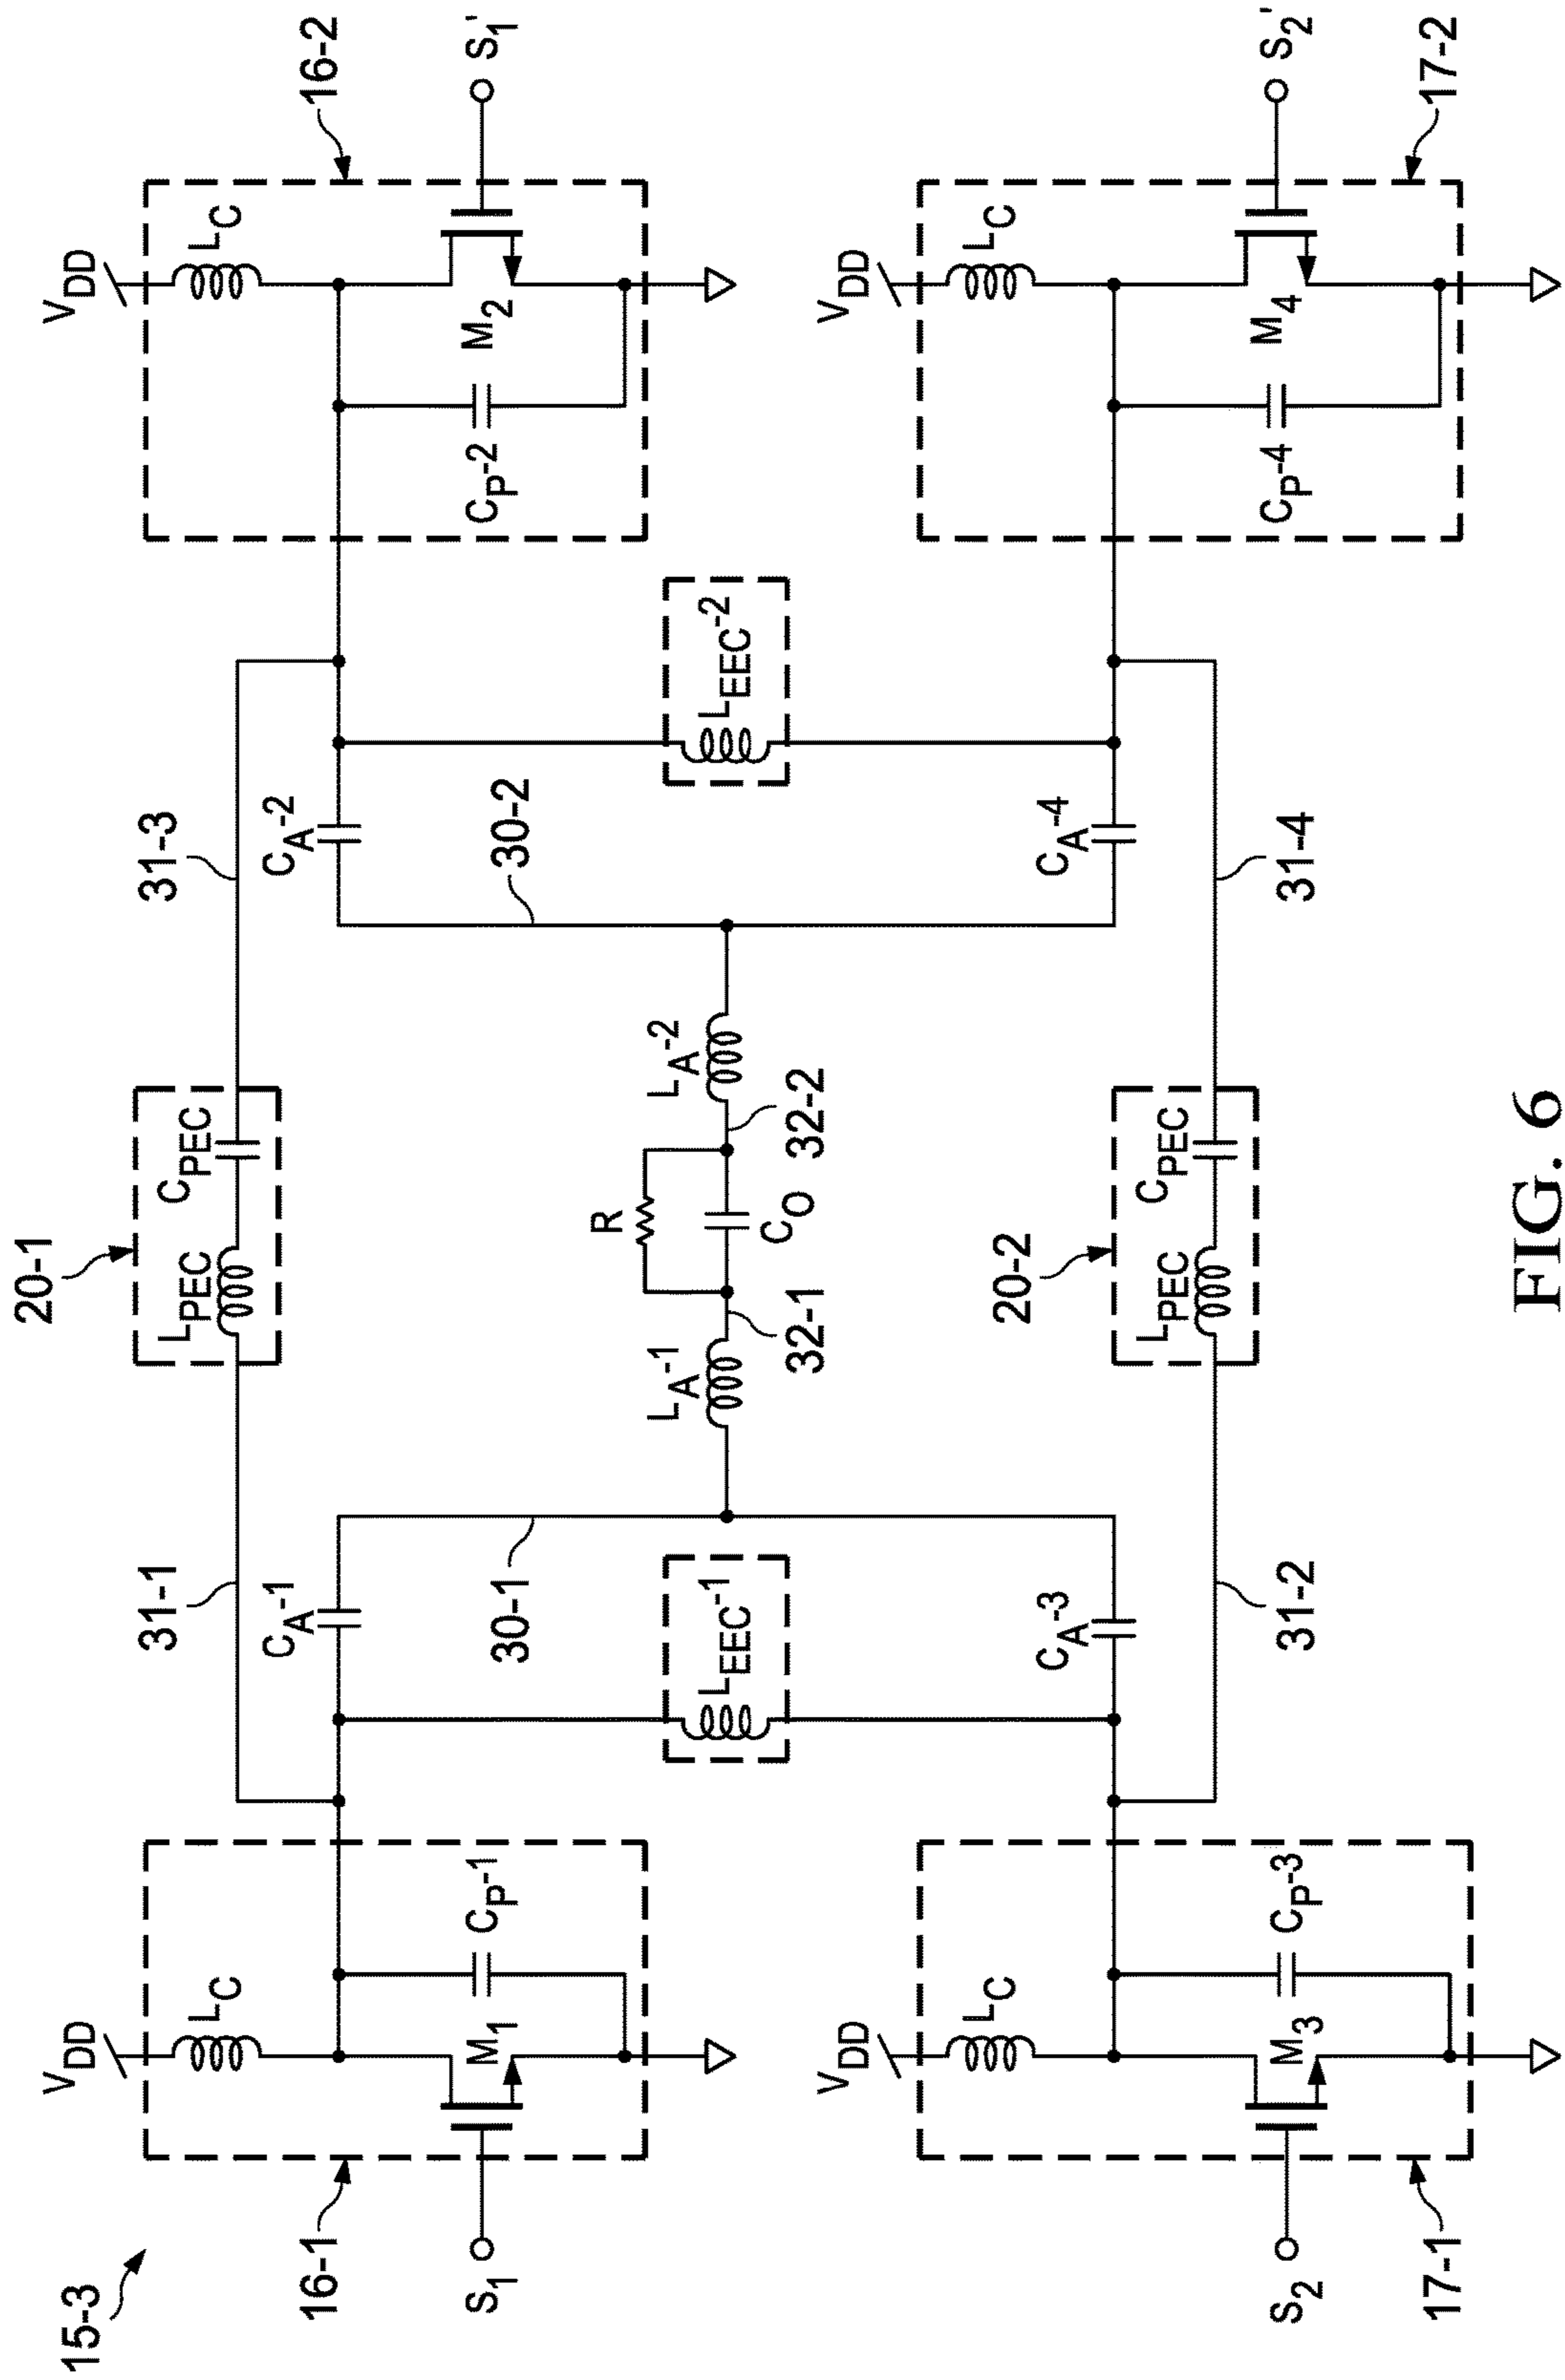 15-3
16-1
S1
VDD
LC
M1
CP-1
17-1
S2
VDD
LC
M3
CP-3
31-1
CA-1
30-1
LEEC-1
CA-3
31-2
20-1
LPEC
CPEC
LA-1
32-1
R
CO
32-2
LA-2
20-2
LPEC
CPEC
31-3
CA-2
30-2
LEEC-2
CA-4
31-4
16-2
S1'
VDD
LC
M2
CP-2
17-2
S2'
VDD
LC
M4
CP-4
FIG. 6